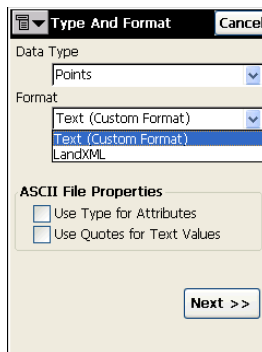 Type And Format Cancel
Data Type
Points
Format
Text (Custom Format)
Text (Custom Format)
LandXML
ASCII File Properties
Use Type for Attributes
Use Quotes for Text Values
Next >>